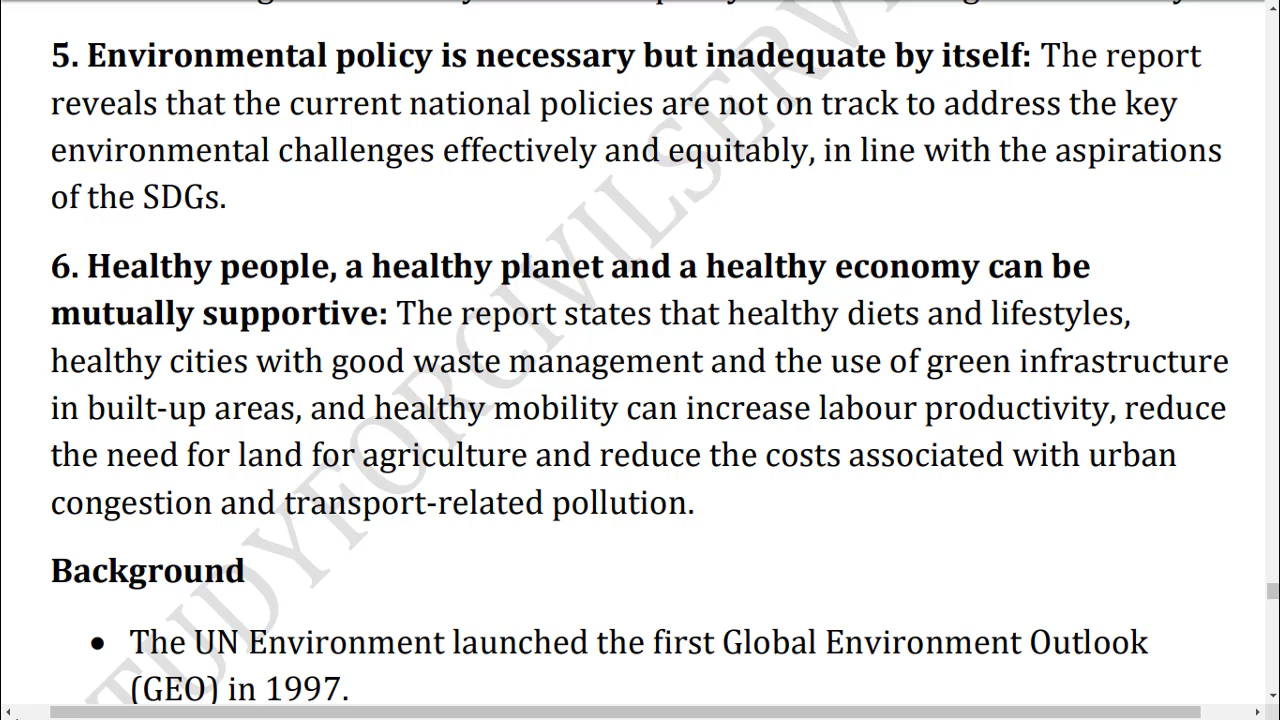 5. Environmental policy is necessary but inadequate by itself: The report
reveals that the current national policies are not on track to address the key
environmental challenges effectively and equitably, in line with the aspirations
of the SDGs.
6. Healthy people, a healthy planet and a healthy economy can be
mutually supportive: The report states that healthy diets and lifestyles,
healthy cities with good waste management and the use of green infrastructure
in built-up areas, and healthy mobility can increase labour productivity, reduce
the need for land for agriculture and reduce the costs associated with urban
congestion and transport-related pollution.
Background
• The UN Environment launched the first Global Environment Outlook
(GEO) in 1997.